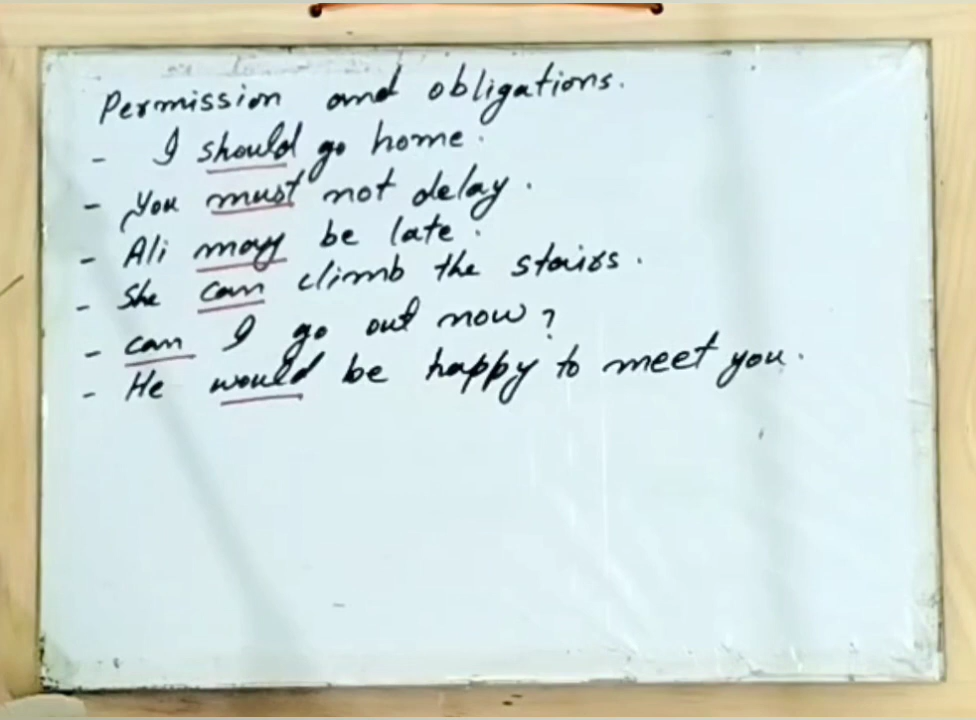 Permission and obligations.
- I should go home.
- You must not delay.
- Ali may be late.
- She can climb the stairs.
- can I go out now?
- He would be happy to meet you.